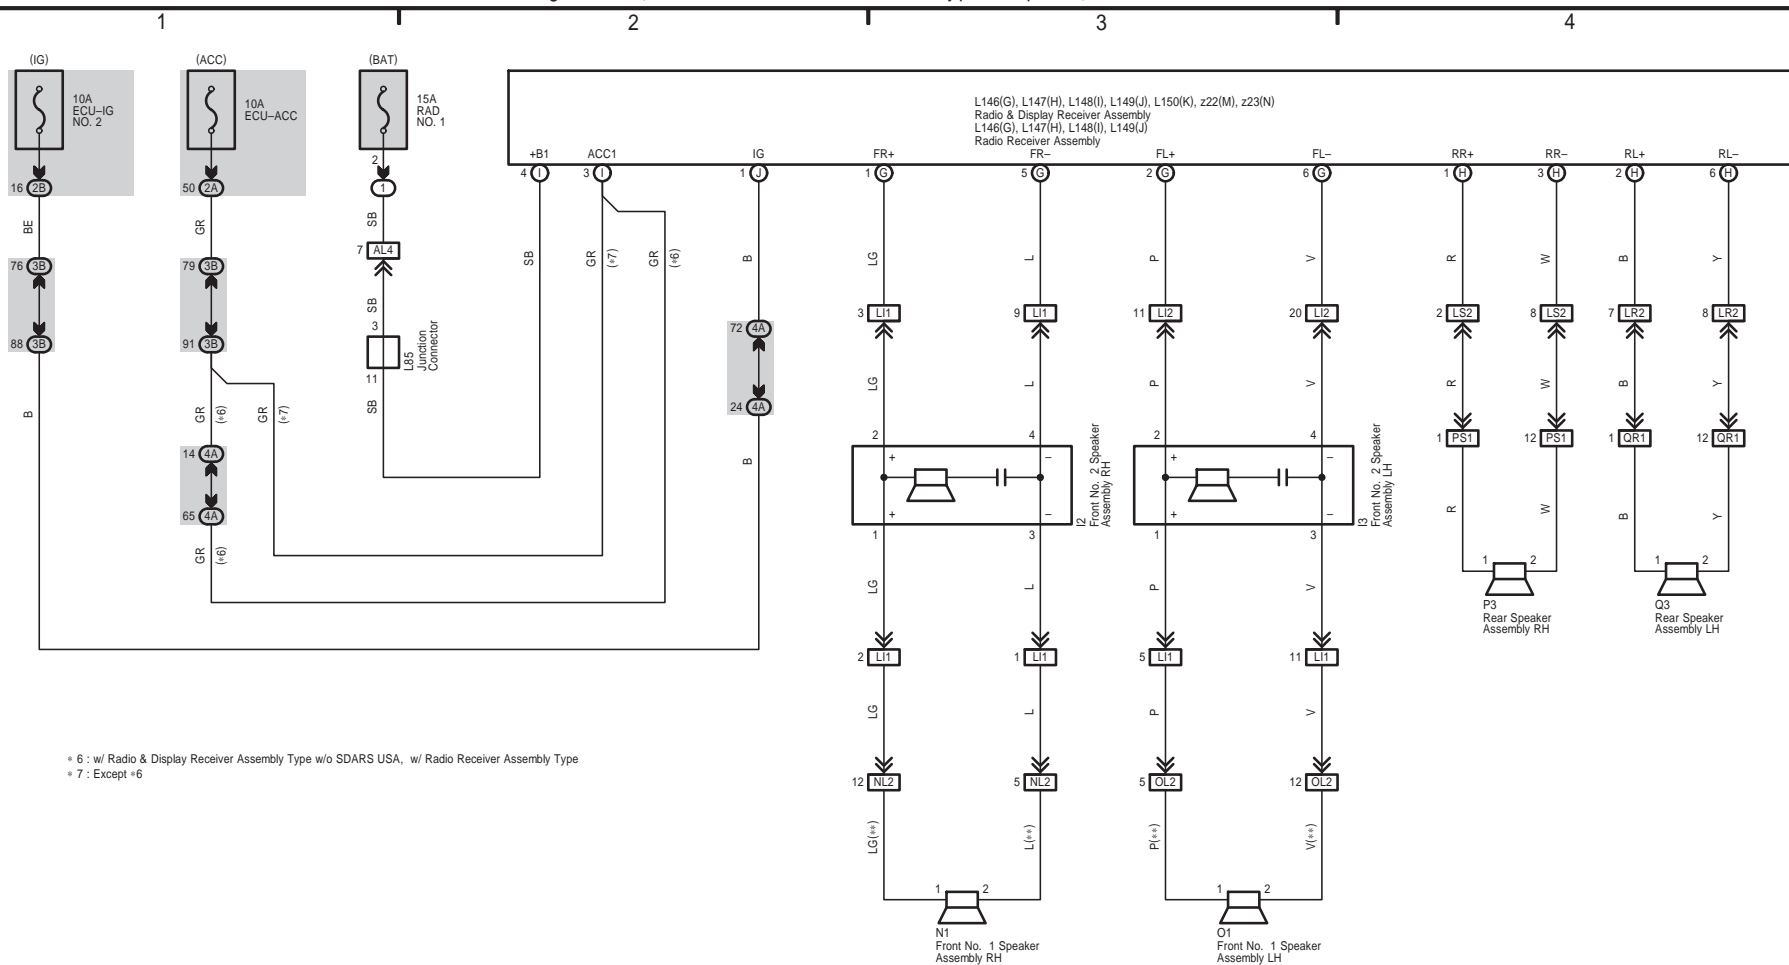 1 2 3 4
(IG) (ACC) (BAT)
10A
ECU–IG
NO. 2
10A
ECU–ACC
15A
RAD
NO. 1
L146(G), L147(H), L148(I), L149(J), L150(K), z22(M), z23(N)
Radio & Display Receiver Assembly
L146(G), L147(H), L148(I), L149(J)
Radio Receiver Assembly
2 +B1 ACC1 IG FR+ FR– FL+ FL– RR+ RR– RL+ RL–
4 I 3 I 1 J 1 G 5 G 2 G 6 G 1 H 3 H 2 H 6 H
16 2B 50 2A 1
BE GR SB
7 AL4
SB GR (∗7) GR (∗6) B LG L P V R W B Y
76 3B 79 3B
SB
3 LI1 9 LI1 11 LI2 20 LI2 2 LS2 8 LS2 7 LR2 8 LR2
3
72 4A
88 3B 91 3B
L85
Junction
Connector
11
LG L P V R W B Y
24 4A
B GR (∗6) GR (∗7) SB
2 4 2 4
1 PS1 12 PS1 1 QR1 12 QR1
14 4A
B
+ – + –
I2
Front No. 2 Speaker
Assembly RH
I3
Front No. 2 Speaker
Assembly LH
65 4A
+ – + –
R W B Y
1 3 1 3
GR (∗6)
1 2 1 2
LG L P V
P3
Rear Speaker
Assembly RH
Q3
Rear Speaker
Assembly LH
2 LI1 1 LI1 5 LI1 11 LI1
LG L P V
∗ 6 : w/ Radio & Display Receiver Assembly Type w/o SDARS USA, w/ Radio Receiver Assembly Type
∗ 7 : Except ∗6
12 NL2 5 NL2 5 OL2 12 OL2
LG(∗∗) L(∗∗) P(∗∗) V(∗∗)
1 2 1 2
N1
Front No. 1 Speaker
Assembly RH
O1
Front No. 1 Speaker
Assembly LH